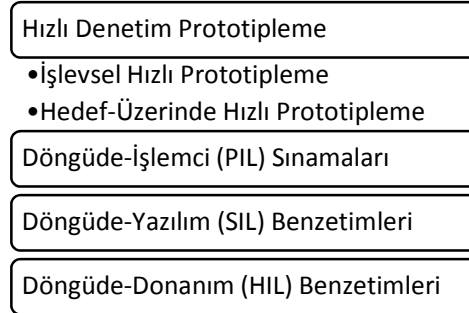 Hızlı Denetim Prototipleme
•İşlevsel Hızlı Prototipleme
•Hedef-Üzerinde Hızlı Prototipleme
Döngüde-İşlemci (PIL) Sınamaları
Döngüde-Yazılım (SIL) Benzetimleri
Döngüde-Donanım (HIL) Benzetimleri